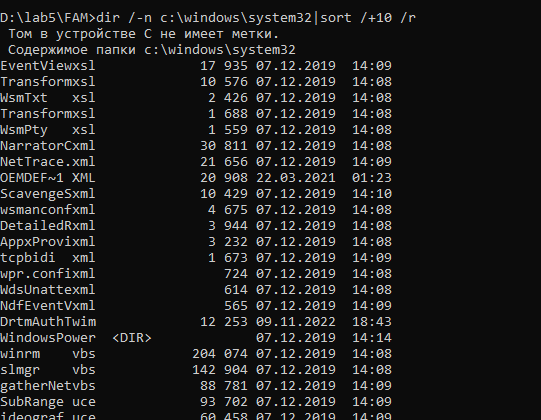 D:\lab5\FAM>dir /-n c:\windows\system32|sort /+10 /r
Том в устройстве C не имеет метки.
Содержимое папки c:\windows\system32
EventViewxsl 17 935 07.12.2019 14:09
Transformxsl 10 576 07.12.2019 14:08
WsmTxt xsl 2 426 07.12.2019 14:08
Transformxsl 1 688 07.12.2019 14:08
WsmPty xsl 1 559 07.12.2019 14:08
NarratorCxml 30 811 07.12.2019 14:08
NetTrace.xml 21 656 07.12.2019 14:09
OEMDEF~1 XML 20 908 22.03.2021 01:23
ScavengeSxml 10 429 07.12.2019 14:10
wsmanconfxml 4 675 07.12.2019 14:08
DetailedRxml 3 944 07.12.2019 14:08
AppxProvixml 3 232 07.12.2019 14:08
tcpbidi xml 1 673 07.12.2019 14:09
wpr.confixml 724 07.12.2019 14:08
WdsUnattexml 614 07.12.2019 14:08
NdfEventVxml 565 07.12.2019 14:09
DrtmAuthTwim 12 253 09.11.2022 18:43
WindowsPower <DIR> 07.12.2019 14:14
winrm vbs 204 074 07.12.2019 14:08
slmgr vbs 142 904 07.12.2019 14:08
gatherNetvbs 88 781 07.12.2019 14:09
SubRange uce 93 702 07.12.2019 14:09
ideograf uce 60 458 07.12.2019 14:09